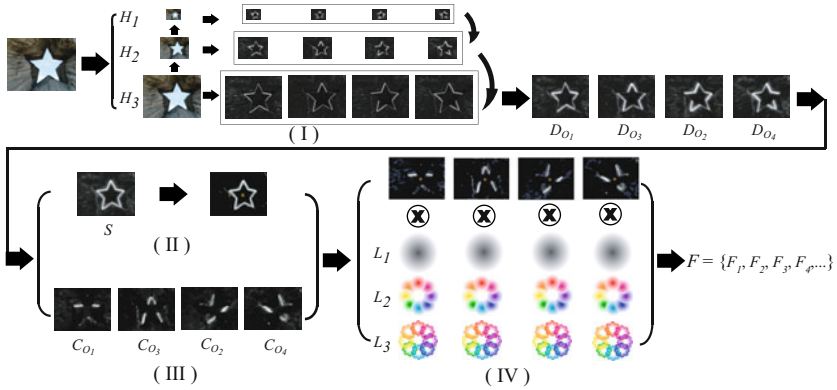 H1
H2
H3
( I )
DO1 DO3 DO2 DO4
S
( II )
CO1 CO3 CO2 CO4
( III )
X X X X
L1
L2
L3
( IV )
F = {F1, F2, F3, F4,...}